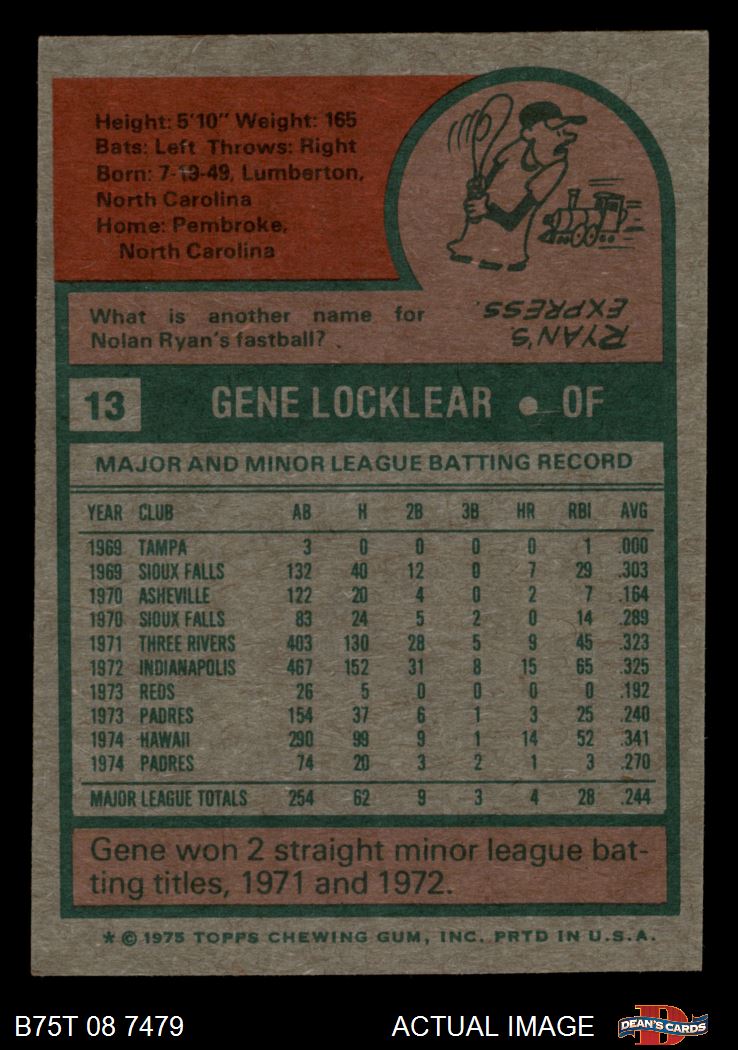 Height: 5'10" Weight: 165
Bats: Left Throws: Right
Born: 7-19-49, Lumberton,
North Carolina
Home: Pembroke,
North Carolina
What is another name for
Nolan Ryan's fastball?
RYAN'S
EXPRESS.
13 GENE LOCKLEAR • OF
MAJOR AND MINOR LEAGUE BATTING RECORD
YEAR CLUB AB H 2B 3B HR RBI AVG
1969 TAMPA 3 0 0 0 0 1 .000
1969 SIOUX FALLS 132 40 12 0 7 29 .303
1970 ASHEVILLE 122 20 4 0 2 7 .164
1970 SIOUX FALLS 83 24 5 2 0 14 .289
1971 THREE RIVERS 403 130 28 5 9 45 .323
1972 INDIANAPOLIS 467 152 31 8 15 65 .325
1973 REDS 26 5 0 0 0 0 .192
1973 PADRES 154 37 6 1 3 25 .240
1974 HAWAII 290 99 9 1 14 52 .341
1974 PADRES 74 20 3 2 1 3 .270
MAJOR LEAGUE TOTALS 254 62 9 3 4 28 .244
Gene won 2 straight minor league bat-
ting titles, 1971 and 1972.
* © 1975 TOPPS CHEWING GUM, INC. PRTD IN U.S.A.
B75T 08 7479 ACTUAL IMAGE DEAN'S CARDS